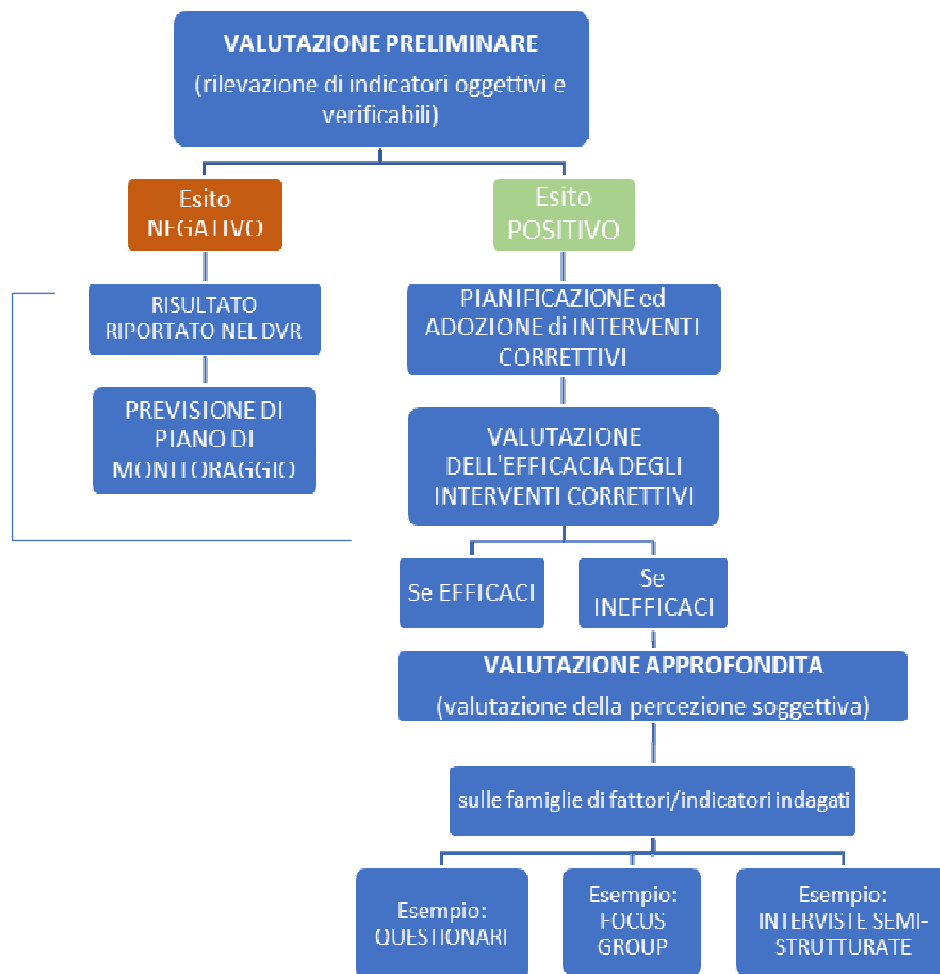 VALUTAZIONE PRELIMINARE
(rilevazione di indicatori oggettivi e
verificabili)
Esito
NEGATIVO
Esito
POSITIVO
RISULTATO
RIPORTATO NEL DVR
PIANIFICAZIONE ed
ADOZIONE di INTERVENTI
CORRETTIVI
PREVISIONE DI
PIANO DI
MONITORAGGIO
VALUTAZIONE
DELL'EFFICACIA DEGLI
INTERVENTI CORRETTIVI
Se EFFICACI
Se
INEFFICACI
VALUTAZIONE APPROFONDITA
(valutazione della percezione soggettiva)
sulle famiglie di fattori/indicatori indagati
Esempio:
QUESTIONARI
Esempio:
FOCUS
GROUP
Esempio:
INTERVISTE SEMI-
STRUTTURATE